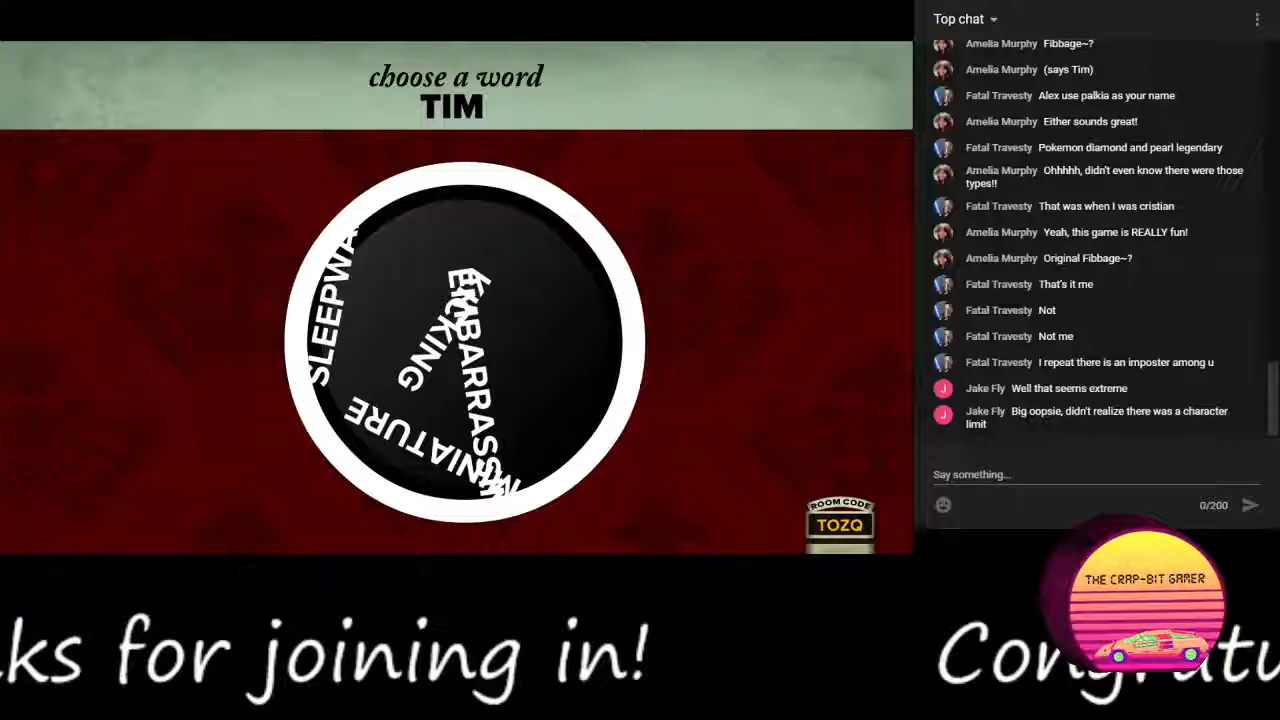 choose a word
TIM
SLEEPWA
EMBARRASS
KING
NIATURE
ROOM CODE
TOZQ
Top chat
Amelia Murphy Fibbage~?
Amelia Murphy (says Tim)
Fatal Travesty Alex use palkia as your name
Amelia Murphy Either sounds great!
Fatal Travesty Pokemon diamond and pearl legendary
Amelia Murphy Ohhhhh, didn't even know there were those
types!!
Fatal Travesty That was when I was cristian
Amelia Murphy Yeah, this game is REALLY fun!
Amelia Murphy Original Fibbage~?
Fatal Travesty That's it me
Fatal Travesty Not
Fatal Travesty Not me
Fatal Travesty I repeat there is an imposter among u
J Jake Fly Well that seems extreme
J Jake Fly Big oopsie, didn't realize there was a character
limit
Say something...
0/200
THE CRAP-BIT GAMER
ks for joining in!